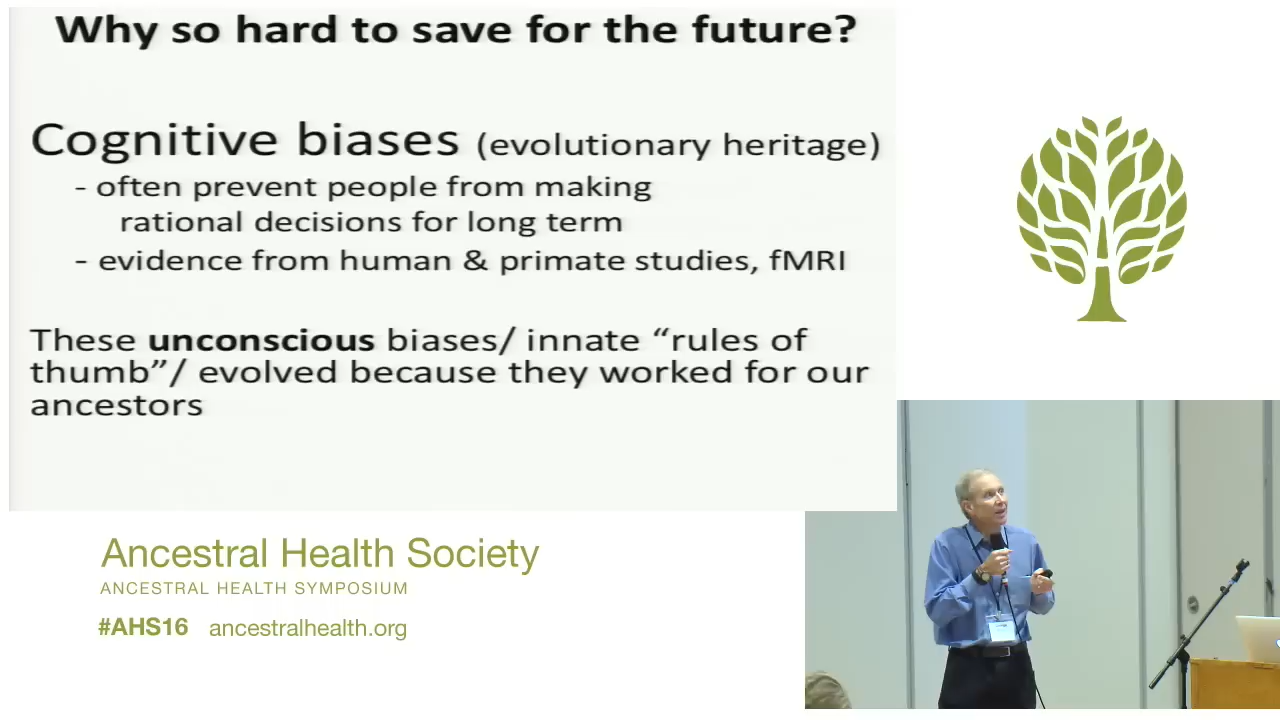 Why so hard to save for the future?
Cognitive biases (evolutionary heritage)
- often prevent people from making
rational decisions for long term
- evidence from human & primate studies, fMRI
These unconscious biases/ innate “rules of
thumb”/ evolved because they worked for our
ancestors
Ancestral Health Society
ANCESTRAL HEALTH SYMPOSIUM
#AHS16 ancestralhealth.org